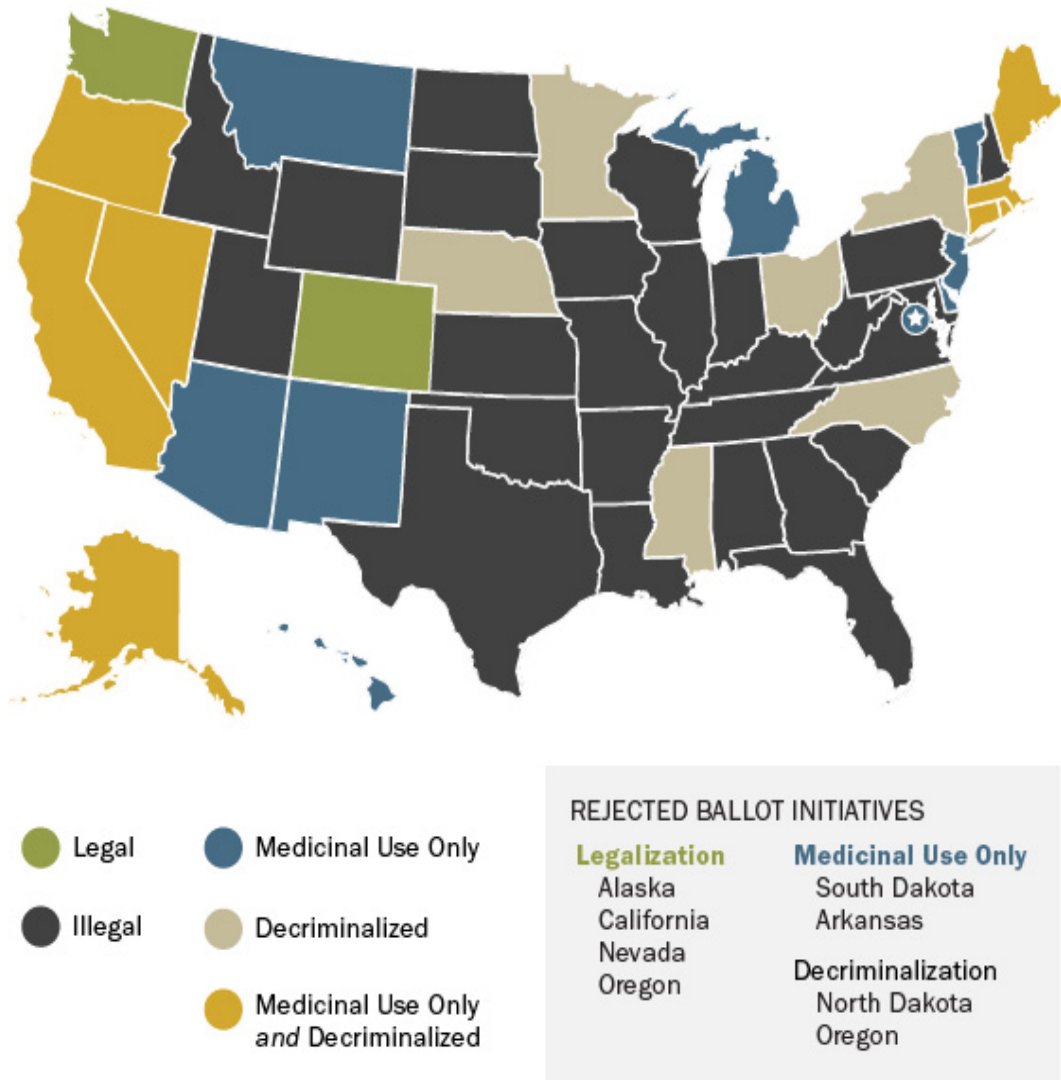 Legal
Medicinal Use Only
Illegal
Decriminalized
Medicinal Use Only
and Decriminalized
REJECTED BALLOT INITIATIVES
Legalization
Alaska
California
Nevada
Oregon
Medicinal Use Only
South Dakota
Arkansas
Decriminalization
North Dakota
Oregon